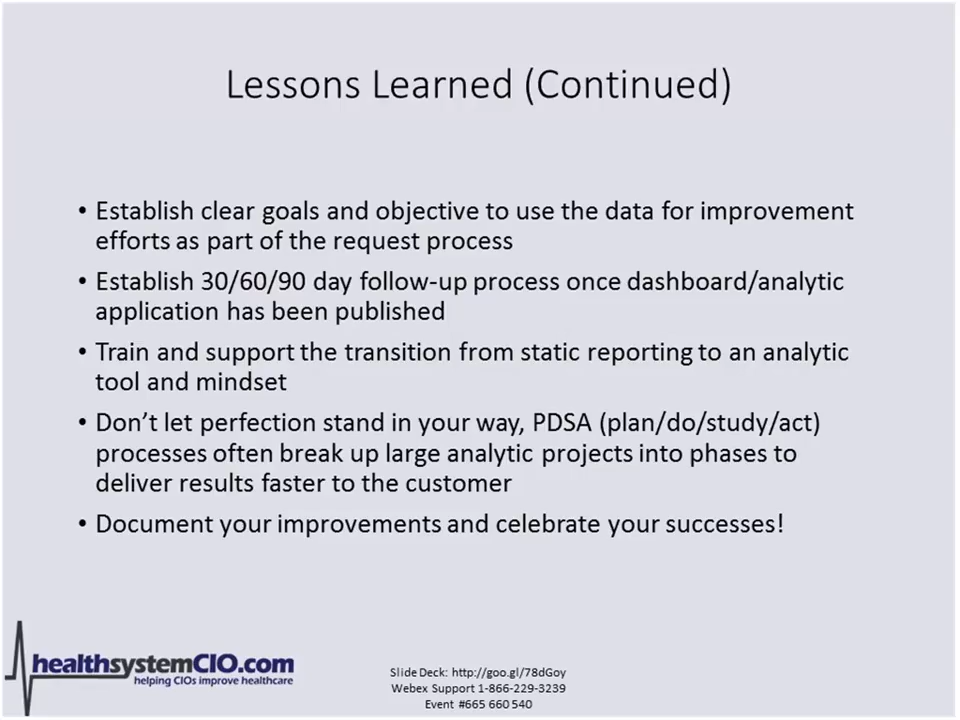 Lessons Learned (Continued)
• Establish clear goals and objective to use the data for improvement
efforts as part of the request process
• Establish 30/60/90 day follow-up process once dashboard/analytic
application has been published
• Train and support the transition from static reporting to an analytic
tool and mindset
• Don’t let perfection stand in your way, PDSA (plan/do/study/act)
processes often break up large analytic projects into phases to
deliver results faster to the customer
• Document your improvements and celebrate your successes!
healthsystemCIO.com
helping CIOs improve healthcare
Slide Deck: http://goo.gl/78dGoy
Webex Support 1-866-229-3239
Event #665 660 540